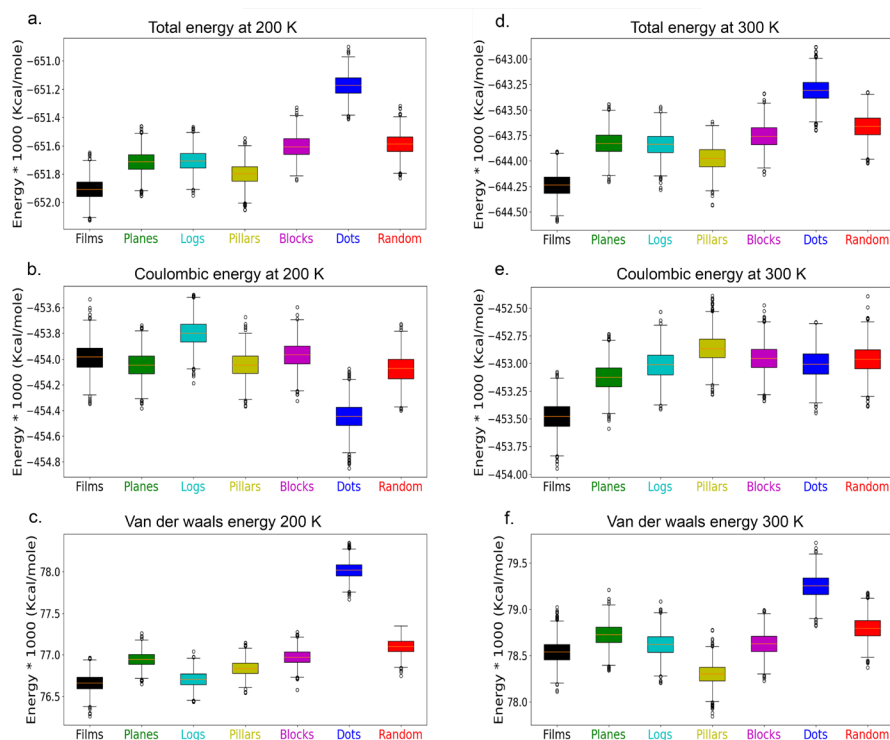 a.
Total energy at 200 K
Energy * 1000 (Kcal/mole)
−651.0
−651.2
−651.4
−651.6
−651.8
−652.0
Films Planes Logs Pillars Blocks Dots Random
d.
Total energy at 300 K
Energy * 1000 (Kcal/mole)
−643.00
−643.25
−643.50
−643.75
−644.00
−644.25
−644.50
Films Planes Logs Pillars Blocks Dots Random
b.
Coulombic energy at 200 K
Energy * 1000 (Kcal/mole)
−453.6
−453.8
−454.0
−454.2
−454.4
−454.6
−454.8
Films Planes Logs Pillars Blocks Dots Random
e.
Coulombic energy at 300 K
Energy * 1000 (Kcal/mole)
−452.50
−452.75
−453.00
−453.25
−453.50
−453.75
−454.00
Films Planes Logs Pillars Blocks Dots Random
c.
Van der waals energy 200 K
Energy * 1000 (Kcal/mole)
78.0
77.5
77.0
76.5
Films Planes Logs Pillars Blocks Dots Random
f.
Van der waals energy 300 K
Energy * 1000 (Kcal/mole)
79.5
79.0
78.5
78.0
Films Planes Logs Pillars Blocks Dots Random